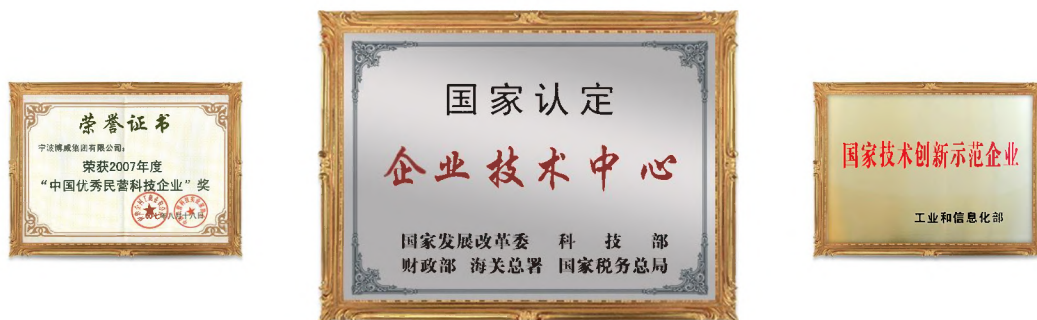 荣誉证书
宁波博威集团有限公司:
荣获2007年度
“中国优秀民营科技企业”奖
国家认定
企业技术中心
国家发展改革委 科技部
财政部 海关总署 国家税务总局
国家技术创新示范企业
工业和信息化部